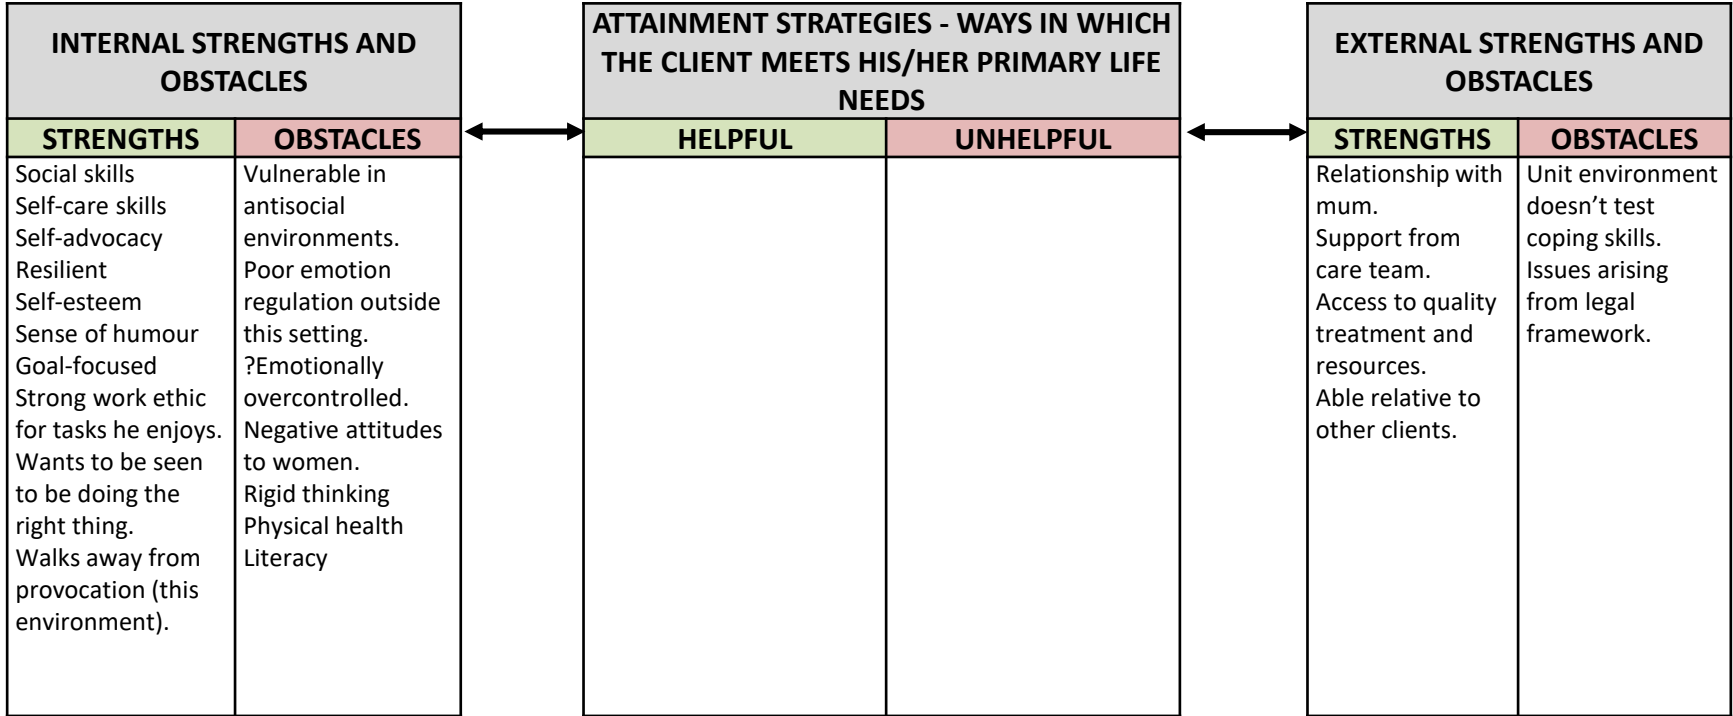 INTERNAL STRENGTHS AND
OBSTACLES
STRENGTHS
OBSTACLES
Social skills
Self-care skills
Self-advocacy
Resilient
Self-esteem
Sense of humour
Goal-focused
Strong work ethic
for tasks he enjoys.
Wants to be seen
to be doing the
right thing.
Walks away from
provocation (this
environment).
Vulnerable in
antisocial
environments.
Poor emotion
regulation outside
this setting.
?Emotionally
overcontrolled.
Negative attitudes
to women.
Rigid thinking
Physical health
Literacy
ATTAINMENT STRATEGIES - WAYS IN WHICH
THE CLIENT MEETS HIS/HER PRIMARY LIFE
NEEDS
HELPFUL
UNHELPFUL
EXTERNAL STRENGTHS AND
OBSTACLES
STRENGTHS
OBSTACLES
Relationship with
mum.
Support from
care team.
Access to quality
treatment and
resources.
Able relative to
other clients.
Unit environment
doesn’t test
coping skills.
Issues arising
from legal
framework.